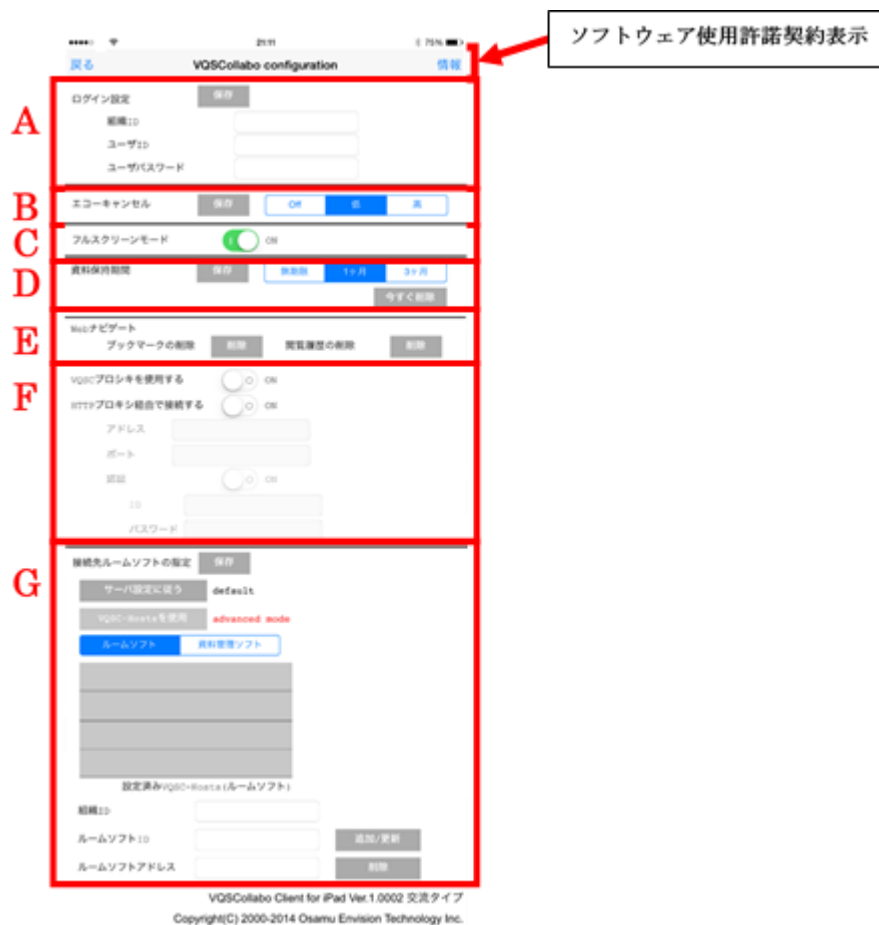 ソフトウェア使用許諾契約表示
21:11 75%
戻る VQSCollabo configuration 情報
A
ログイン設定 保存
組織ID
ユーザID
ユーザパスワード
B
エコーキャンセル 保存 Off 低 高
C
フルスクリーンモード ON
D
資料保持期間 保存 無期限 1ヶ月 3ヶ月
今すぐ削除
E
Webナビゲート
ブックマークの削除 削除 閲覧履歴の削除 削除
F
VQSCプロシキを使用する ON
HTTPプロキシ経由で接続する ON
アドレス
ポート
認証 ON
ID
パスワード
G
接続先ルームソフトの指定 保存
サーバ設定に従う default
VQSC-Hostsを使用 advanced mode
ルームソフト 資料管理ソフト
設定済みVQSC-Hosts(ルームソフト)
組織ID
ルームソフトID 追加/更新
ルームソフトアドレス 削除
VQSCollabo Client for iPad Ver.1.0002 交流タイプ
Copyright(C) 2000-2014 Osamu Envision Technology Inc.